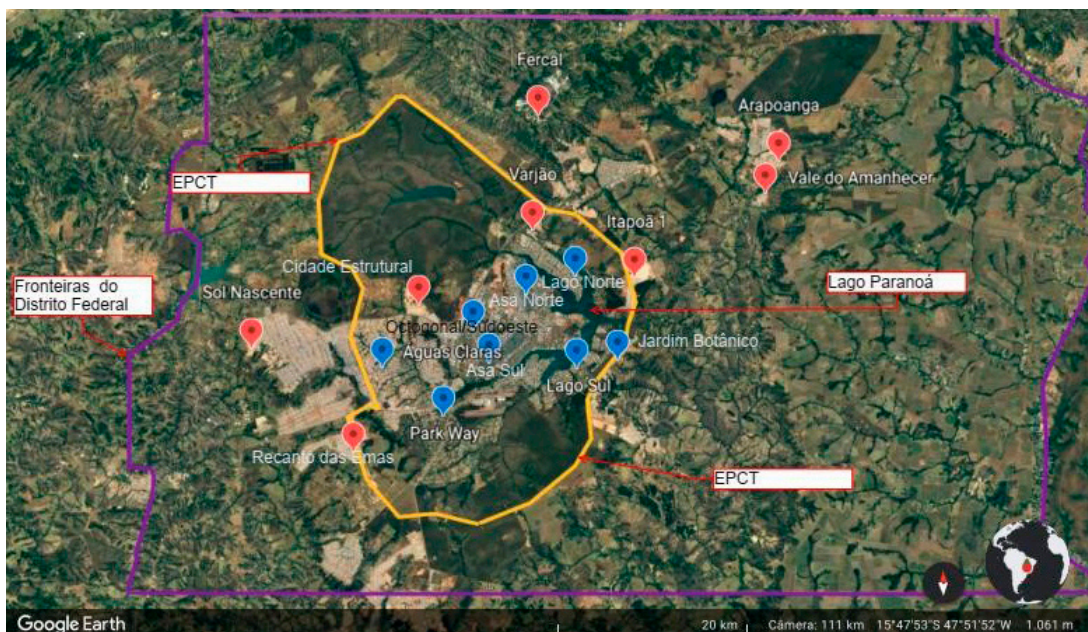 Fercal
Arapoanga
Varjão
Vale do Amanhecer
EPCT
Itapoã 1
Cidade Estrutural
Lago Norte
Fronteiras do
Distrito Federal
Sol Nascente
Asa Norte
Lago Paranoá
Octogonal/Sudoeste
Jardim Botânico
Aguas Claras
Asa Sul
Lago Sul
Park Way
Recanto das Emas
EPCT
Google Earth
20 km
Câmera: 111 km 15°47'53"S 47°51'52"W 1.061 m